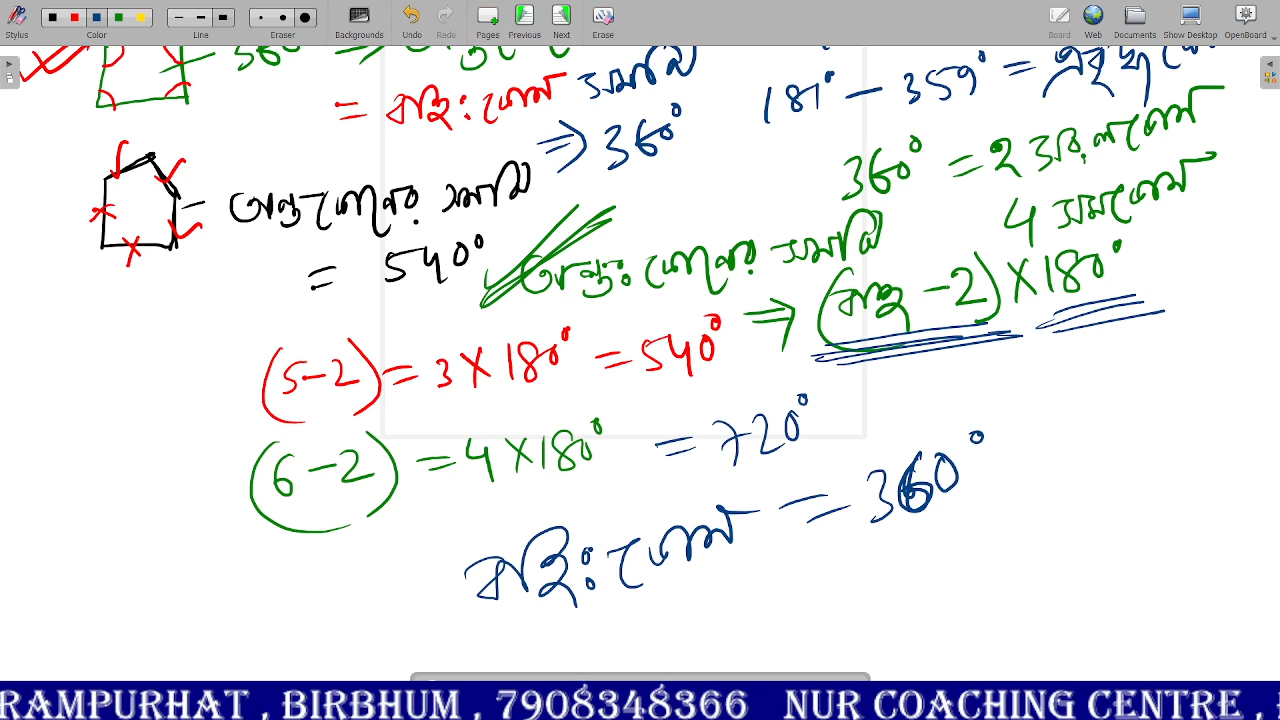 Stylus Color Line Eraser Backgrounds Undo Redo Pages Previous Next Erase Board Web Documents Show Desktop OpenBoard
360°
= বহিঃকোণ সমষ্টি
⇒ 360°
181° – 359° =
360° = 2 সরলকোণ
4 সমকোণ
– অন্তঃকোণের সমষ্টি
= 540°
অন্তঃকোণের সমষ্টি
⇒ (বাহু – 2) × 180°
(5-2) = 3 × 180° = 540°
(6-2) = 4 × 180° = 720°
বহিঃকোণ = 360°
RAMPURHAT , BIRBHUM , 7908348366 NUR COACHING CENTRE ,